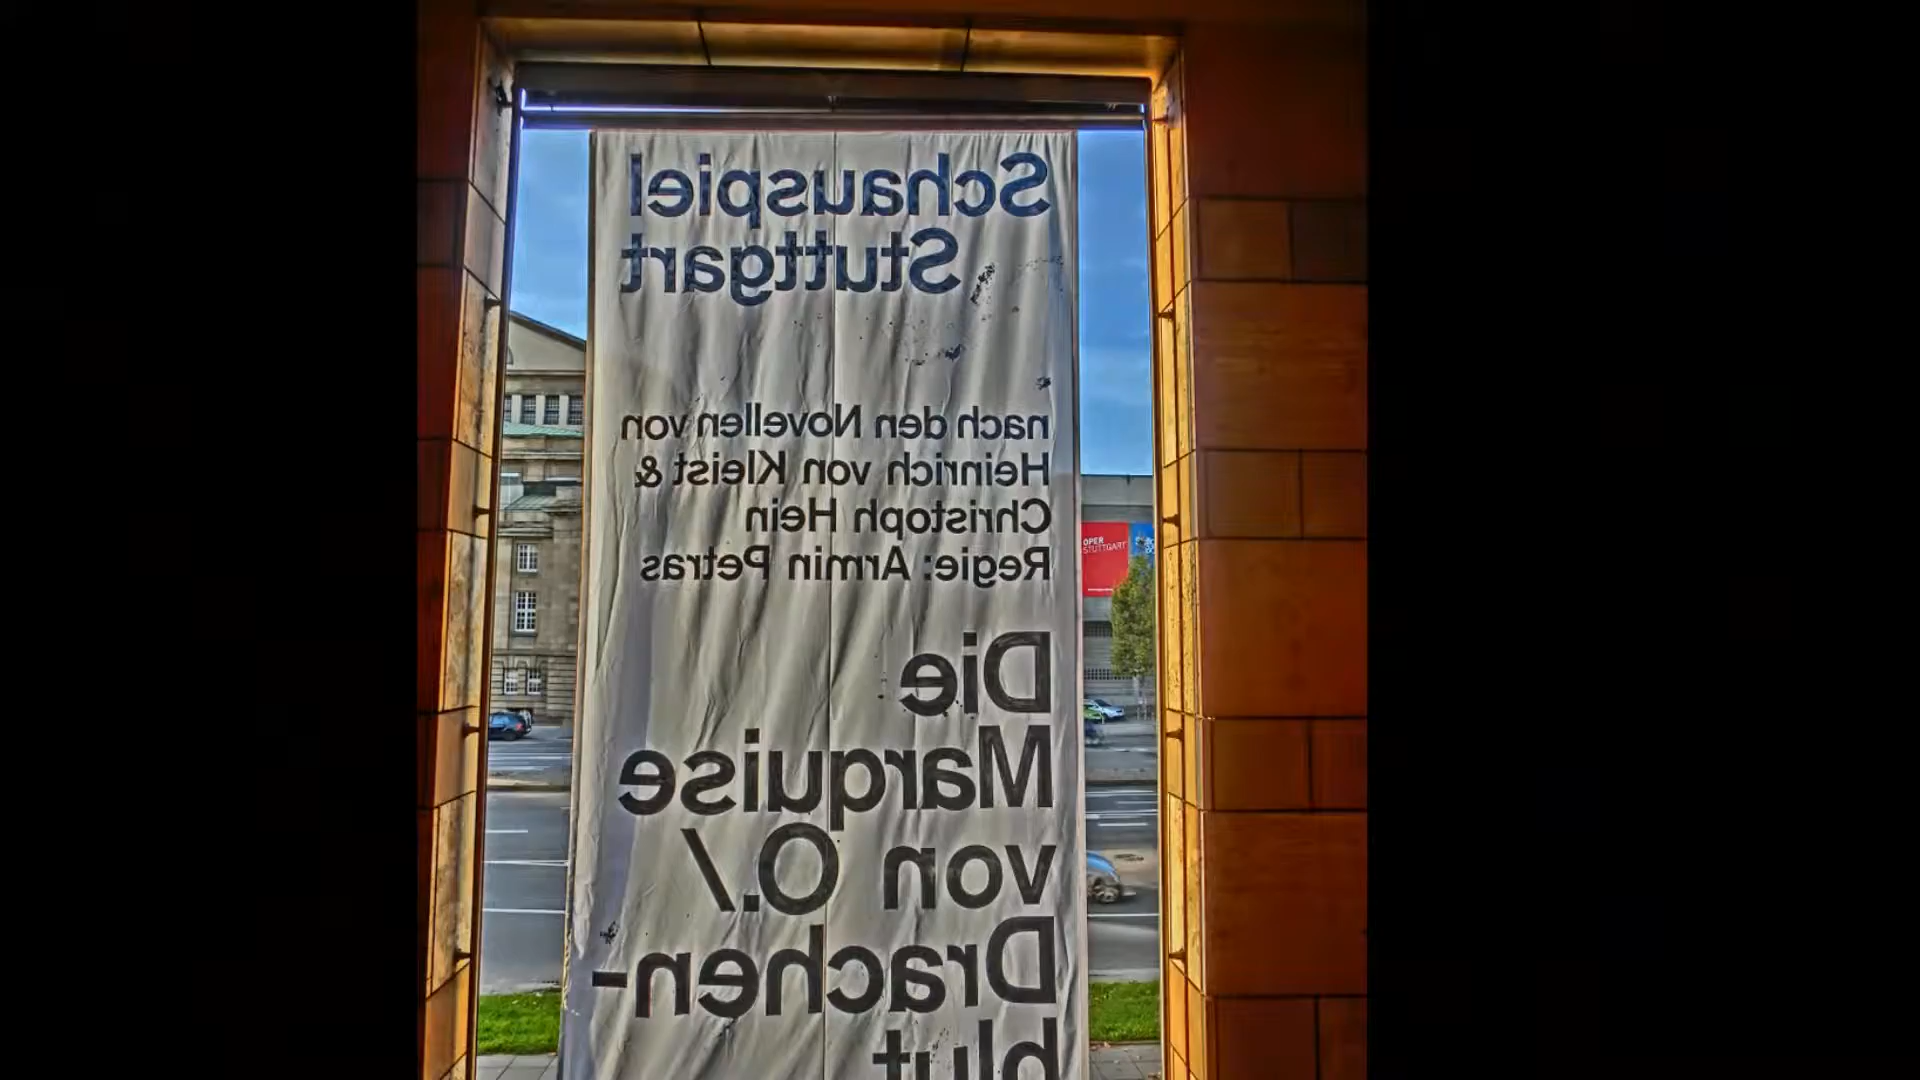 Schauspiel
Stuttgart
nach den Novellen von
Heinrich von Kleist &
Christoph Hein
Regie: Armin Petras
Die
Marquise
von O./
Drachen-
blut
OPER
STUTTGART